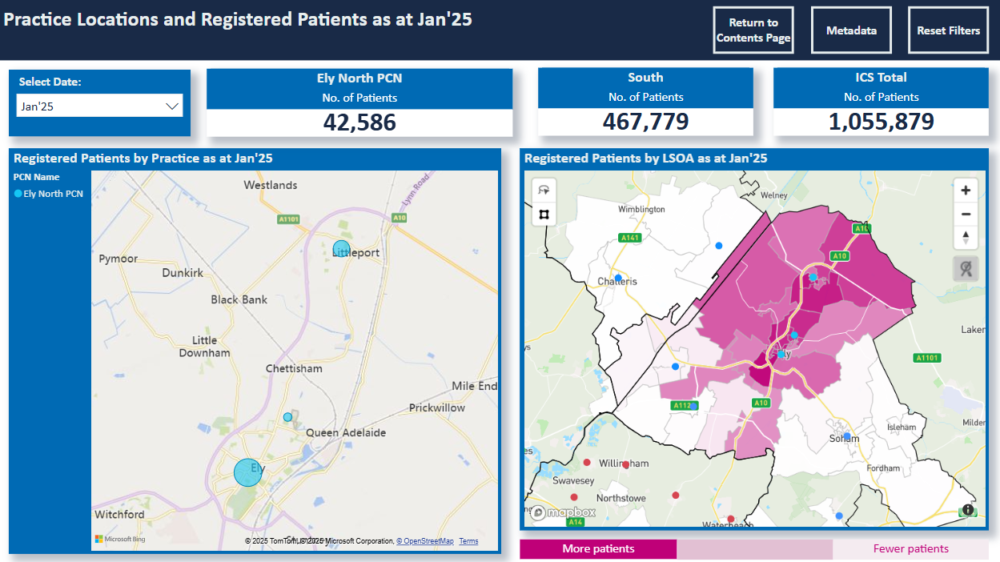 Practice Locations and Registered Patients as at Jan'25
Return to
Contents Page
Metadata
Reset Filters
Select Date:
Jan'25
Ely North PCN
No. of Patients
42,586
South
No. of Patients
467,779
ICS Total
No. of Patients
1,055,879
Registered Patients by Practice as at Jan'25
PCN Name
Ely North PCN
Westlands
Lynn Road
A1101
A10
Littleport
Pymoor
Dunkirk
Black Bank
Little
Downham
Chettisham
Mile End
Prickwillow
Queen Adelaide
Ely
Witchford
Microsoft Bing
© 2025 TomTom, © 2025 Microsoft Corporation, © OpenStreetMap Terms
Registered Patients by LSOA as at Jan'25
Welney
Wimblington
A141
A10
A10
Chatteris
Laken
A1101
A112
A10
Milden
Soham
Isleham
Fordham
Willingham
Swavesey
Northstowe
mapbox
A14
Waterbeach
More patients
Fewer patients